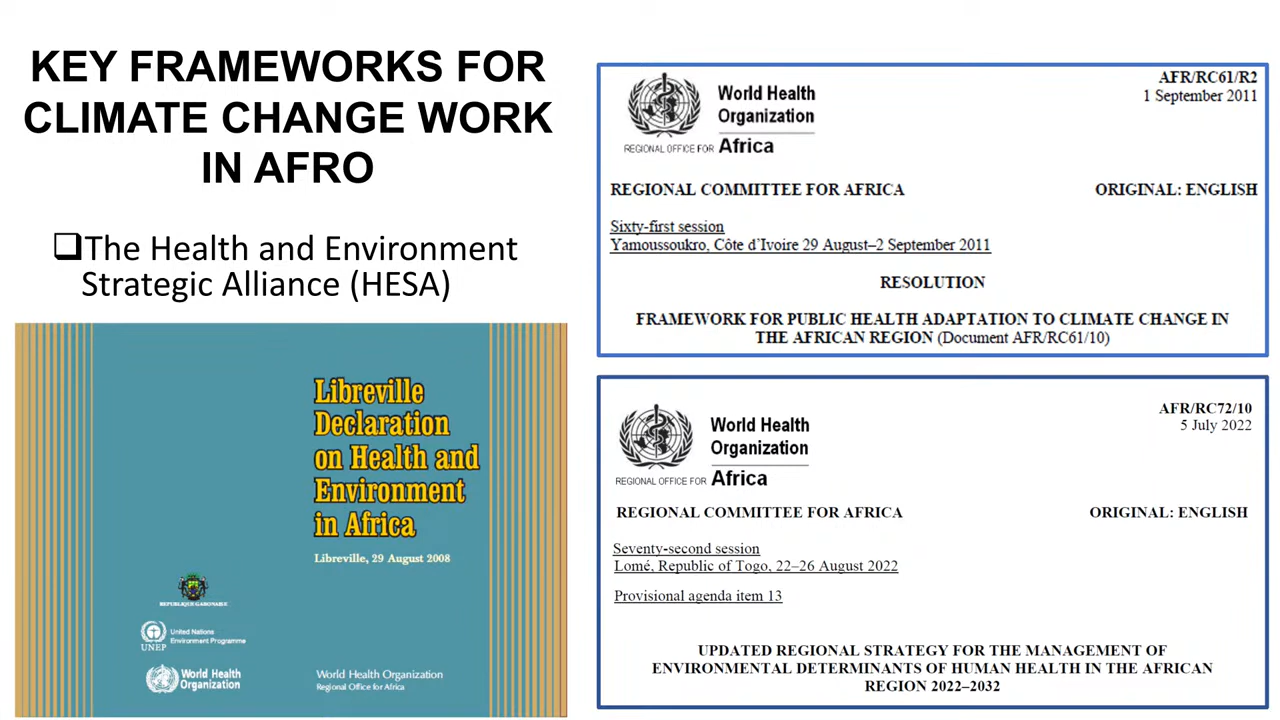 KEY FRAMEWORKS FOR
CLIMATE CHANGE WORK
IN AFRO
The Health and Environment
Strategic Alliance (HESA)
Libreville
Declaration
on Health and
Environment
in Africa
Libreville, 29 August 2008
REPUBLIQUE GABONAISE
UNEP
United Nations
Environment Programme
World Health
Organization
World Health Organization
Regional Office for Africa
AFR/RC61/R2
1 September 2011
World Health
Organization
REGIONAL OFFICE FOR Africa
REGIONAL COMMITTEE FOR AFRICA
ORIGINAL: ENGLISH
Sixty-first session
Yamoussoukro, Côte d’Ivoire 29 August–2 September 2011
RESOLUTION
FRAMEWORK FOR PUBLIC HEALTH ADAPTATION TO CLIMATE CHANGE IN
THE AFRICAN REGION (Document AFR/RC61/10)
AFR/RC72/10
5 July 2022
World Health
Organization
REGIONAL OFFICE FOR Africa
REGIONAL COMMITTEE FOR AFRICA
ORIGINAL: ENGLISH
Seventy-second session
Lomé, Republic of Togo, 22–26 August 2022
Provisional agenda item 13
UPDATED REGIONAL STRATEGY FOR THE MANAGEMENT OF
ENVIRONMENTAL DETERMINANTS OF HUMAN HEALTH IN THE AFRICAN
REGION 2022–2032